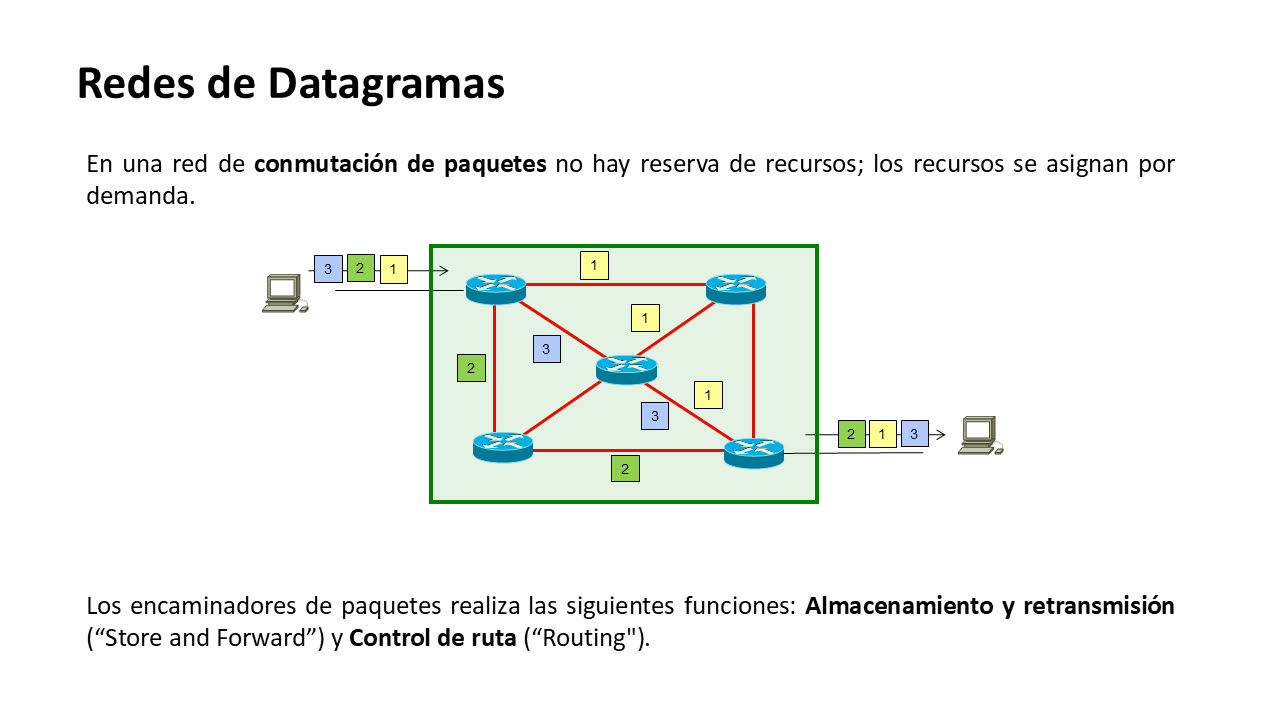 Redes de Datagramas
En una red de conmutación de paquetes no hay reserva de recursos; los recursos se asignan por
demanda.
3 2 1
1
1
3
2
1
3
2 1 3
2
Los encaminadores de paquetes realiza las siguientes funciones: Almacenamiento y retransmisión
(“Store and Forward”) y Control de ruta (“Routing").